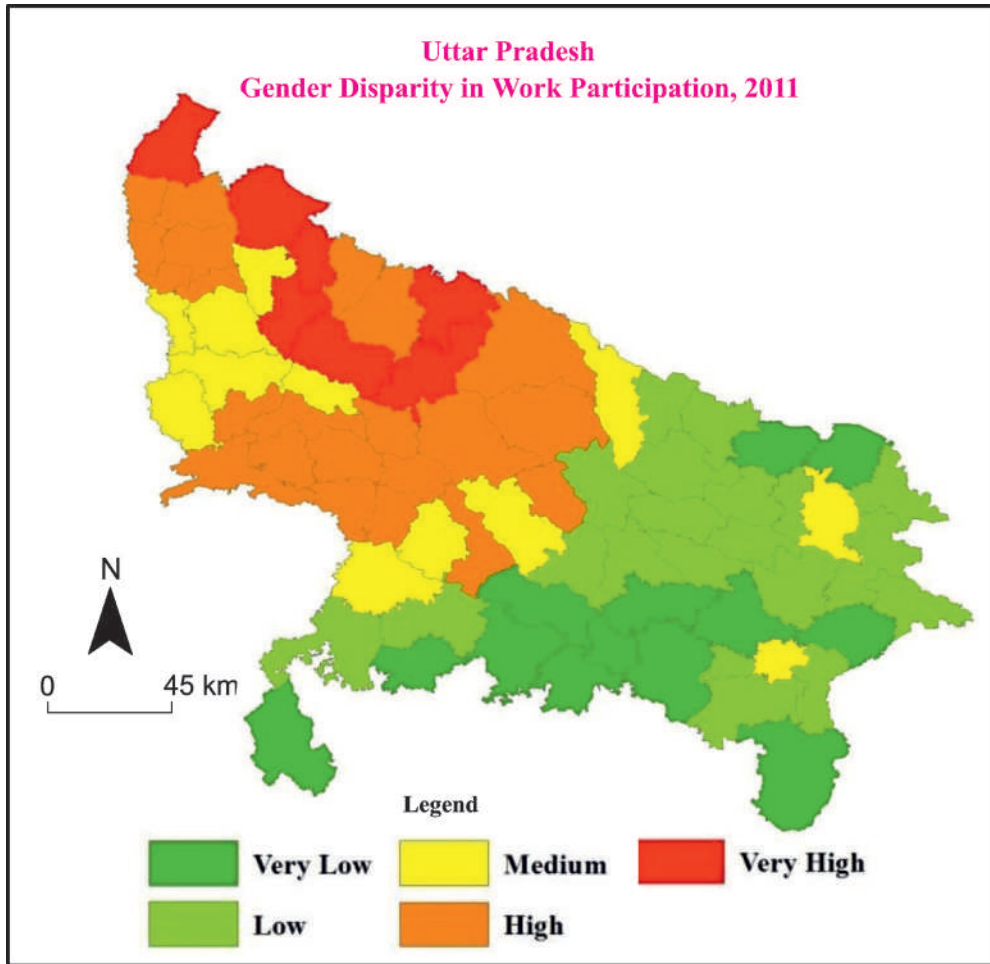 Uttar Pradesh
Gender Disparity in Work Participation, 2011
N
0 45 km
Legend
Very Low Medium Very High
Low High